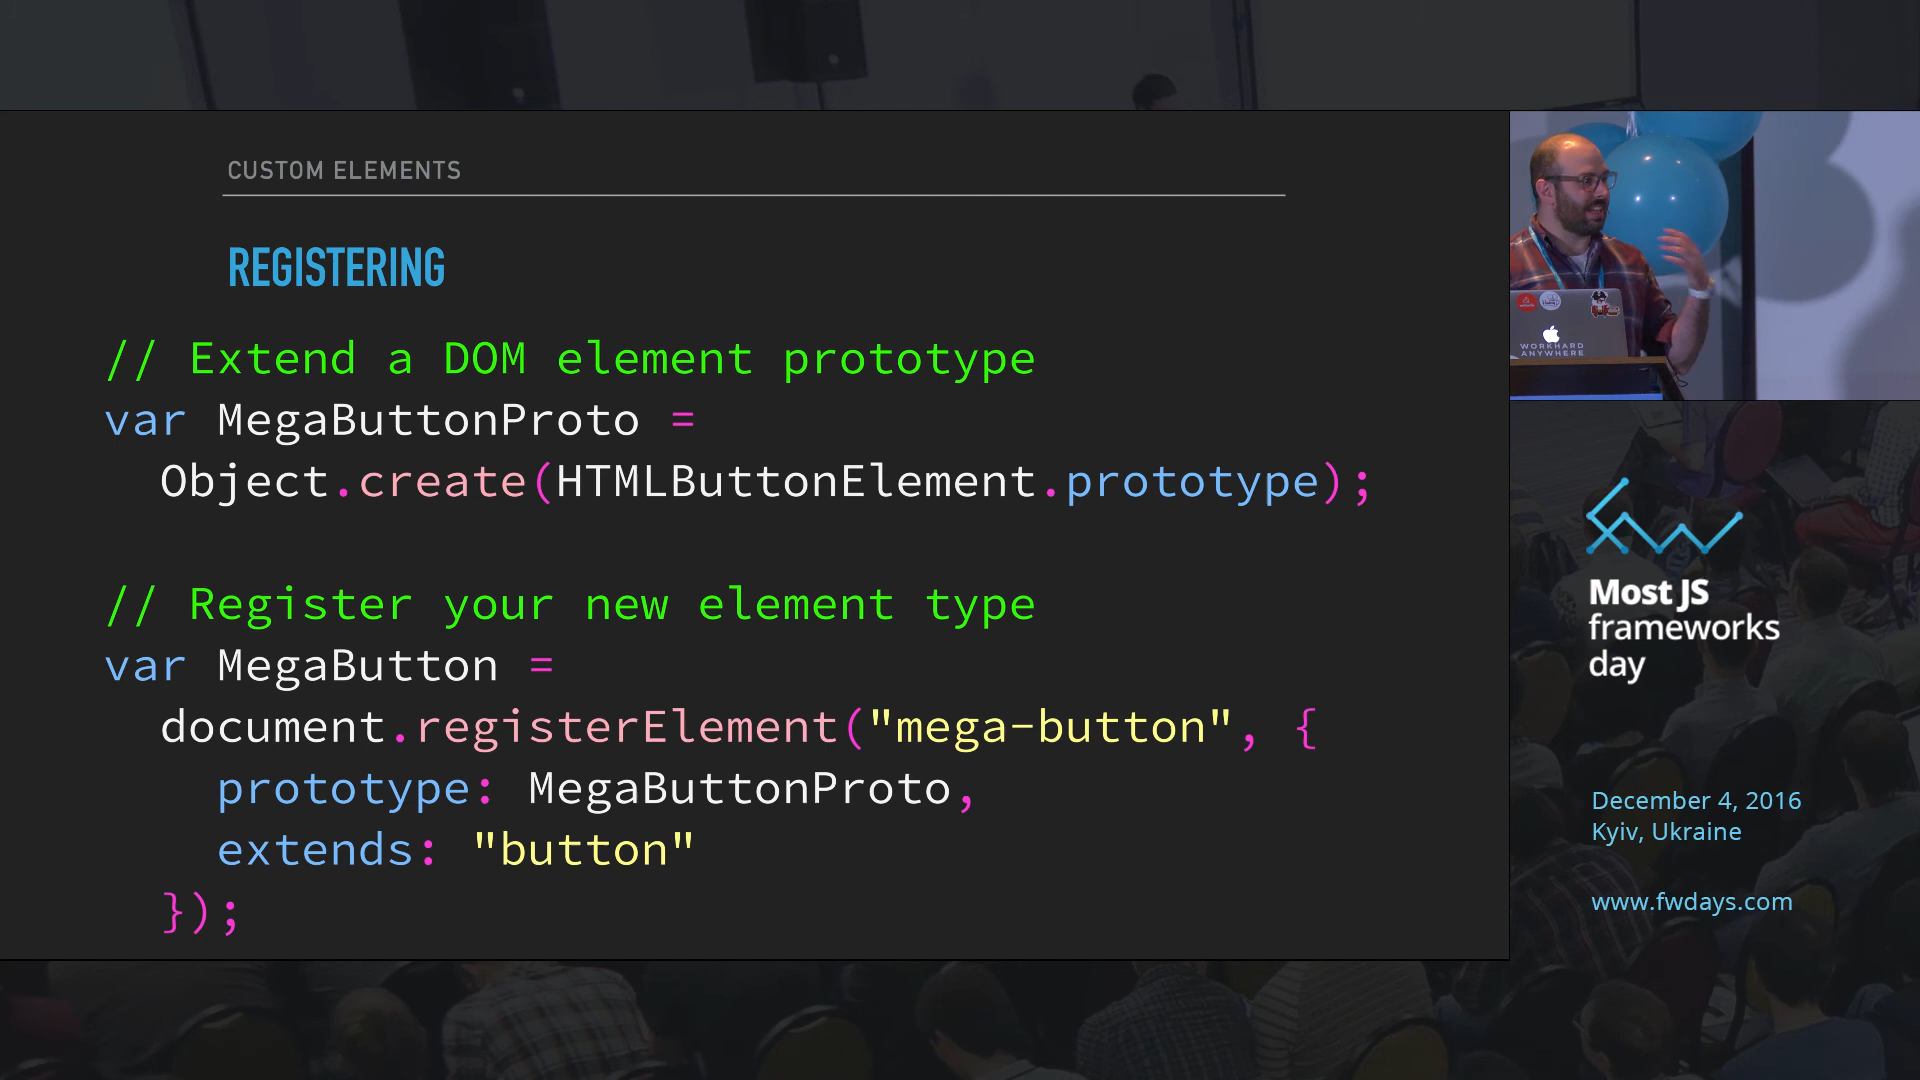 CUSTOM ELEMENTS
REGISTERING
// Extend a DOM element prototype
var MegaButtonProto =
Object.create(HTMLButtonElement.prototype);
// Register your new element type
var MegaButton =
document.registerElement("mega-button", {
prototype: MegaButtonProto,
extends: "button"
});
WORKHARD
ANYWHERE
Most JS
frameworks
day
December 4, 2016
Kyiv, Ukraine
www.fwdays.com